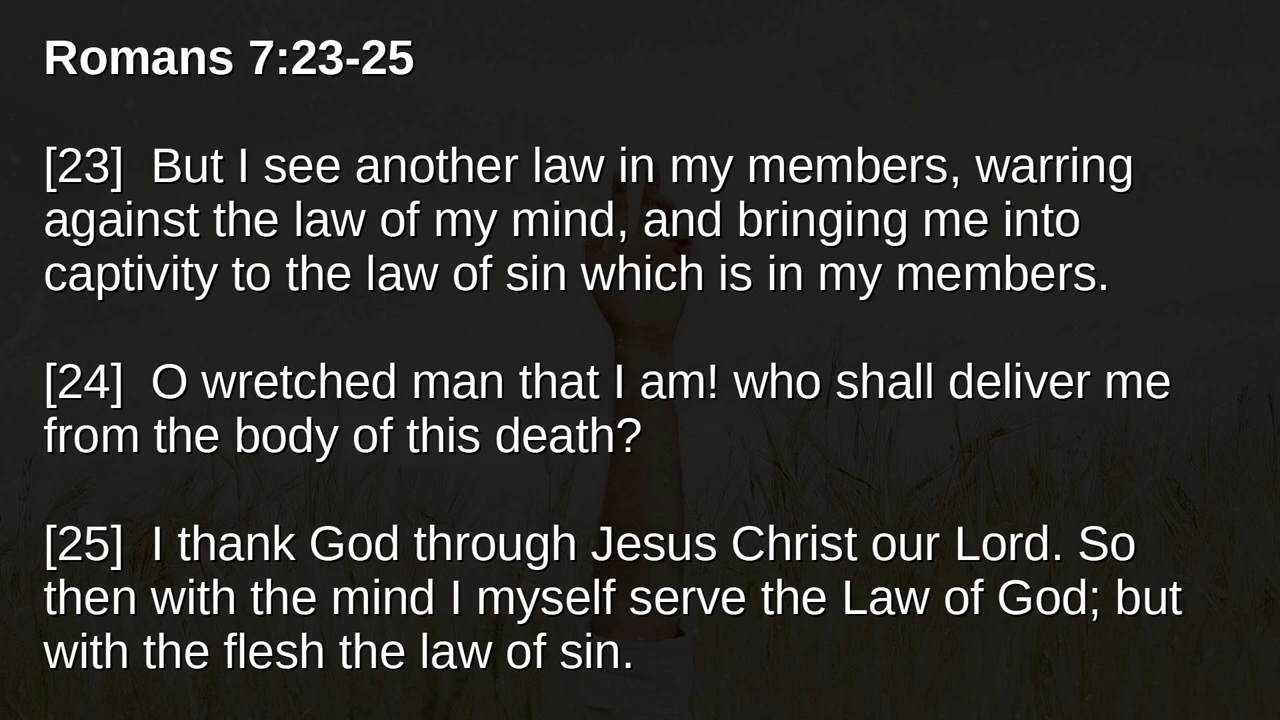 Romans 7:23-25
[23] But I see another law in my members, warring
against the law of my mind, and bringing me into
captivity to the law of sin which is in my members.
[24] O wretched man that I am! who shall deliver me
from the body of this death?
[25] I thank God through Jesus Christ our Lord. So
then with the mind I myself serve the Law of God; but
with the flesh the law of sin.